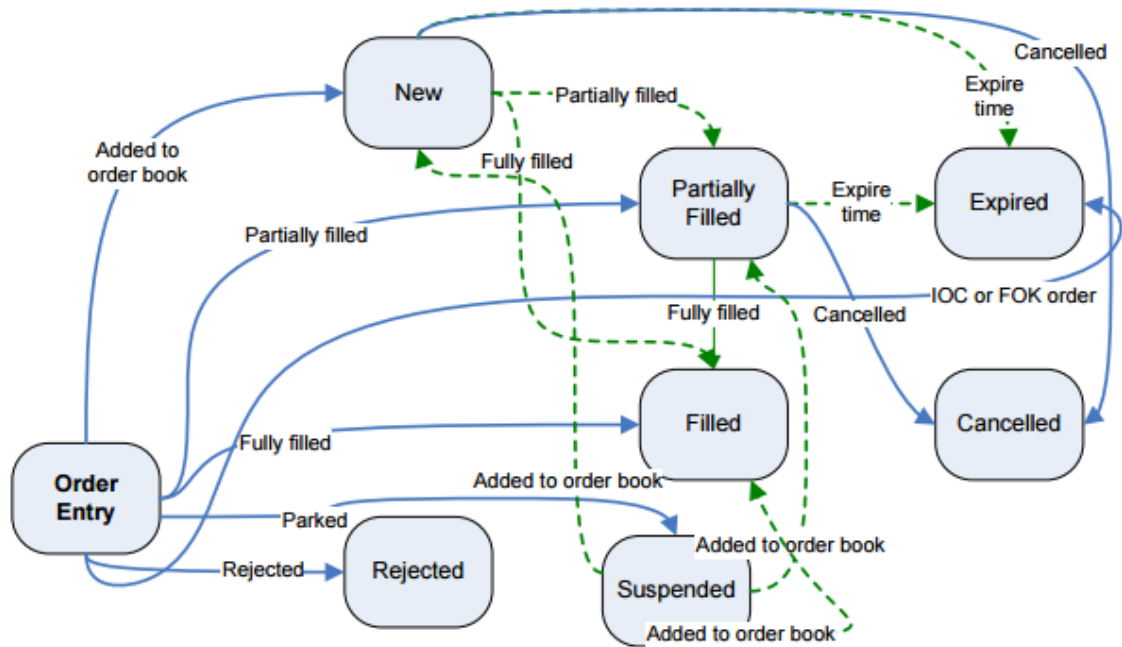 Cancelled
New
Partially filled
Expire
time
Added to
order book
Fully filled
Partially
Filled
Expire
time
Expired
Partially filled
IOC or FOK order
Fully filled
Cancelled
Filled
Cancelled
Fully filled
Order
Entry
Added to order book
Parked
Added to order book
Rejected
Rejected
Suspended
Added to order book